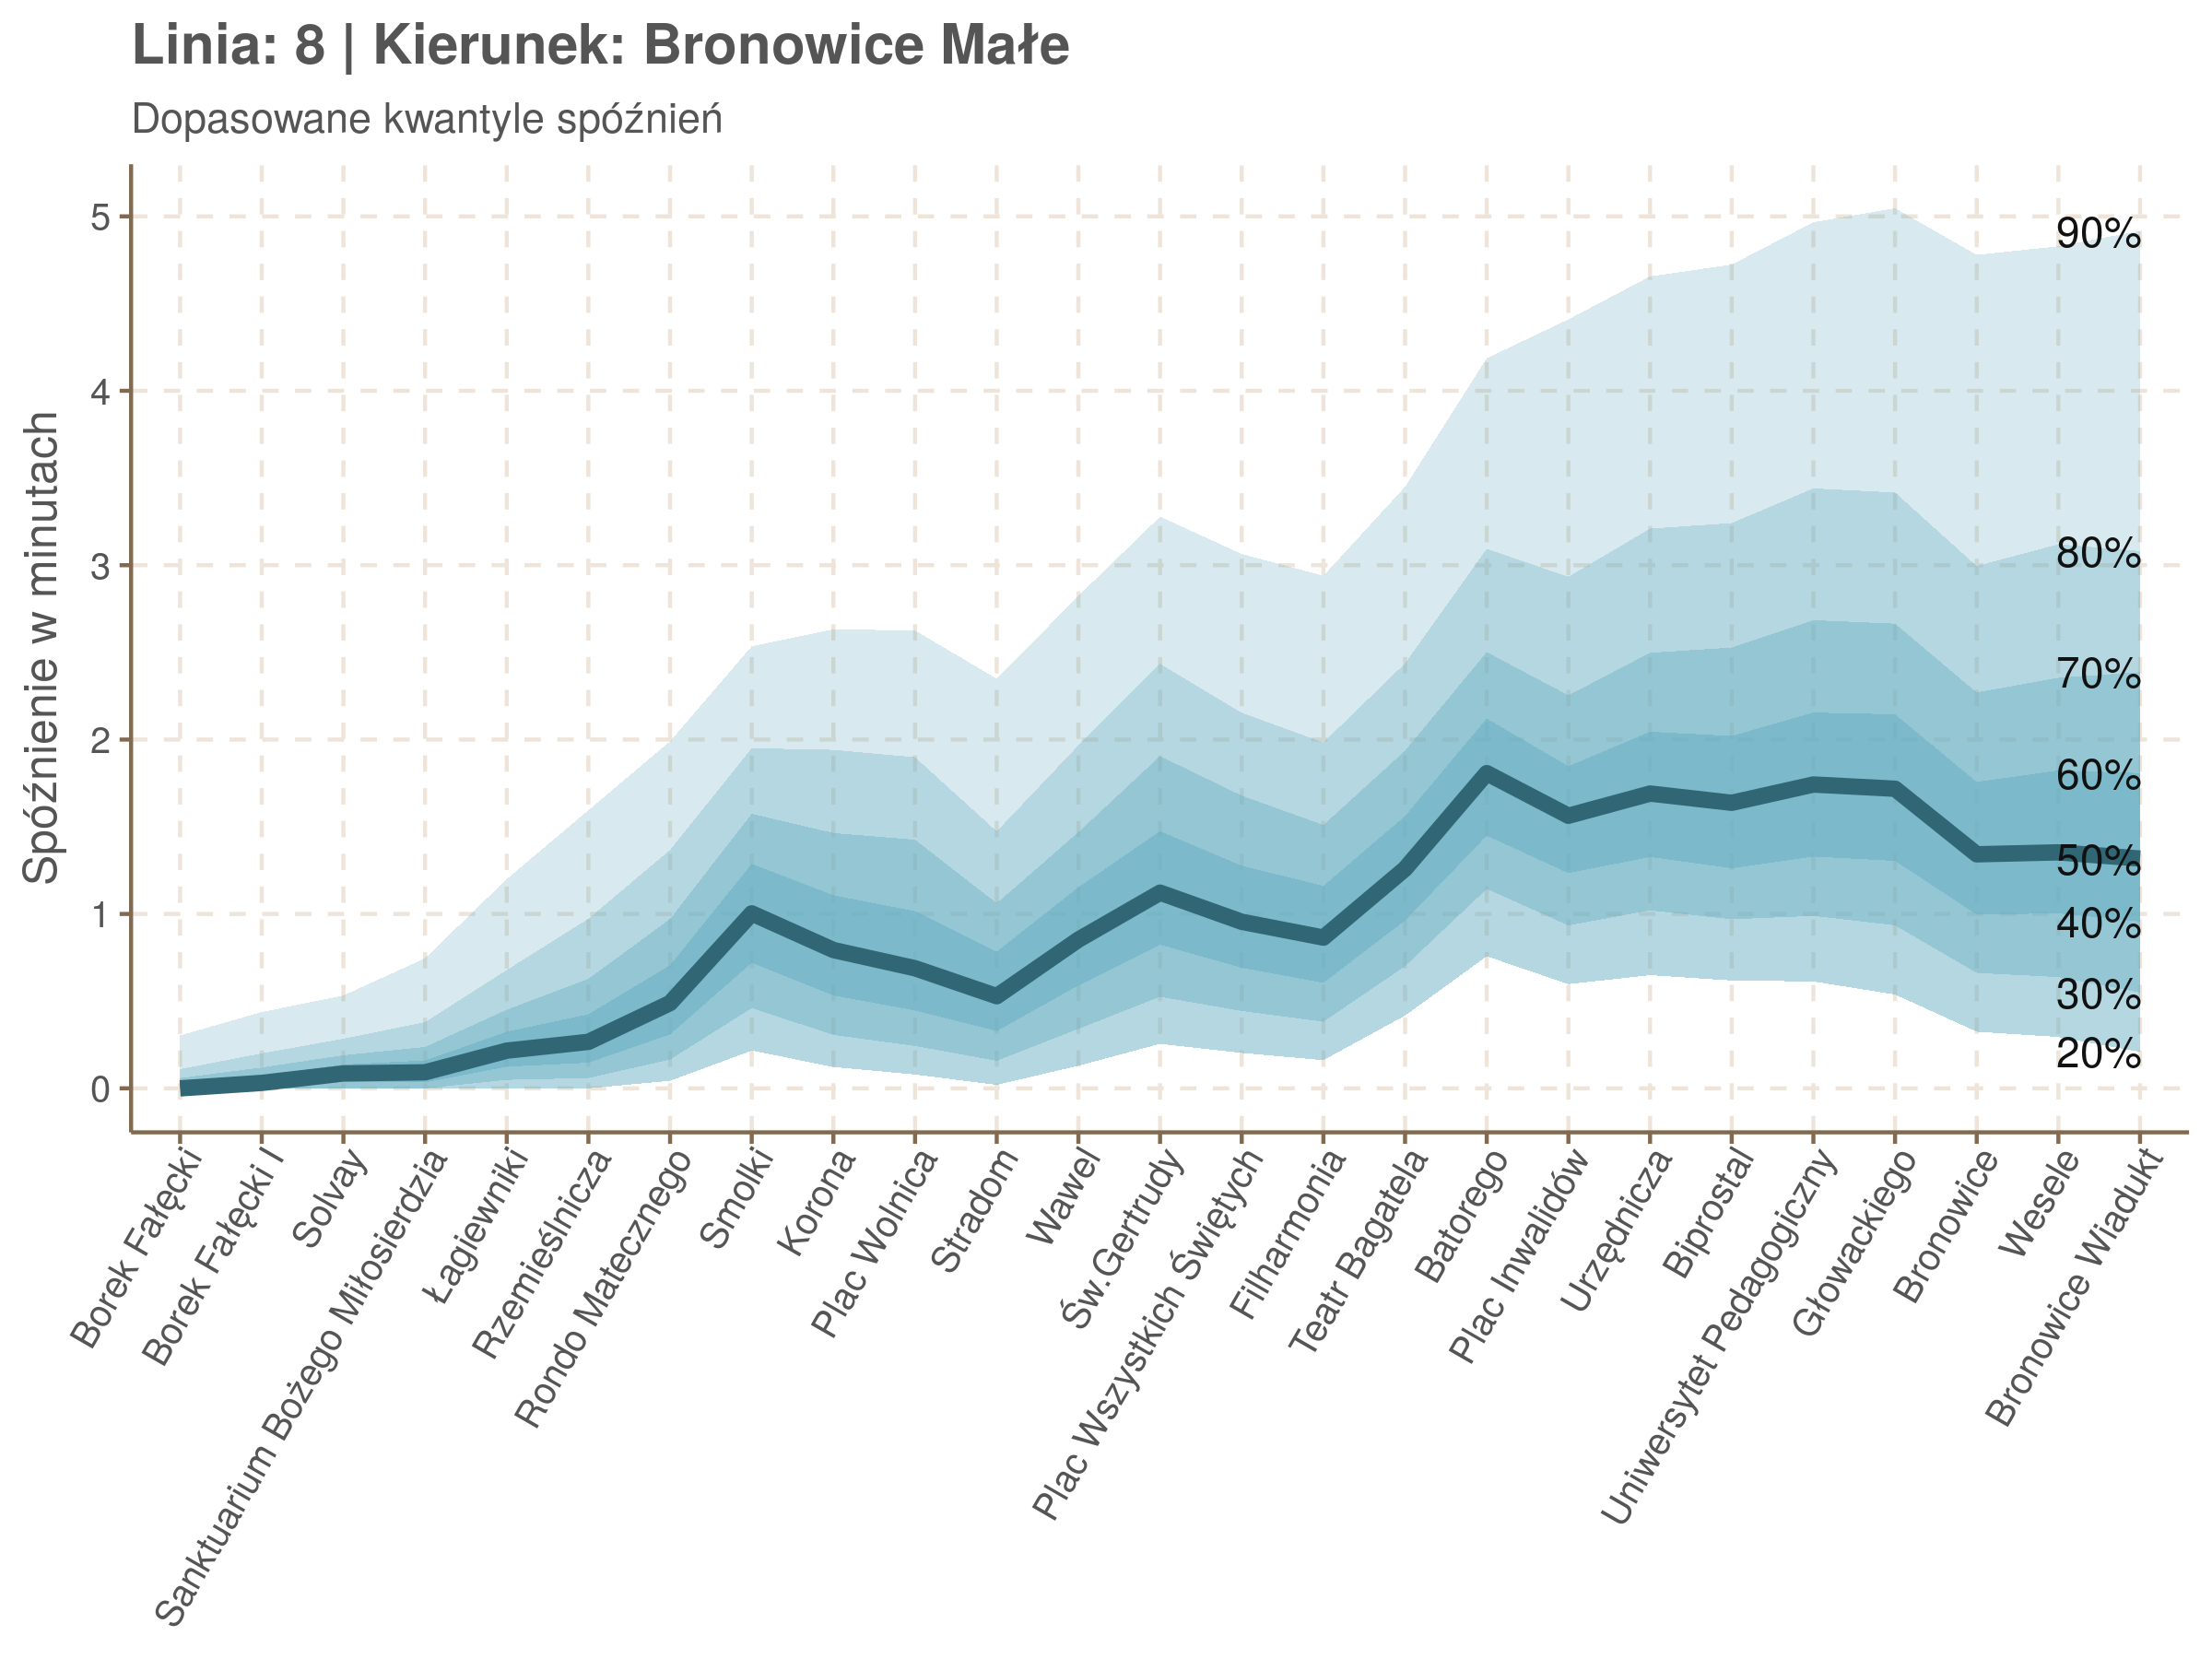 Linia: 8 | Kierunek: Bronowice Małe
Dopasowane kwantyle spóźnień
Spóźnienie w minutach
5
4
3
2
1
0
90%
80%
70%
60%
50%
40%
30%
20%
Borek Fałęcki
Borek Fałęcki I
Solvay
Sanktuarium Bożego Miłosierdzia
Łagiewniki
Rzemieślnicza
Rondo Matecznego
Smolki
Korona
Plac Wolnica
Stradom
Wawel
Św.Gertrudy
Plac Wszystkich Świętych
Filharmonia
Teatr Bagatela
Batorego
Plac Inwalidów
Urzędnicza
Biprostal
Uniwersytet Pedagogiczny
Głowackiego
Bronowice
Wesele
Bronowice Wiadukt